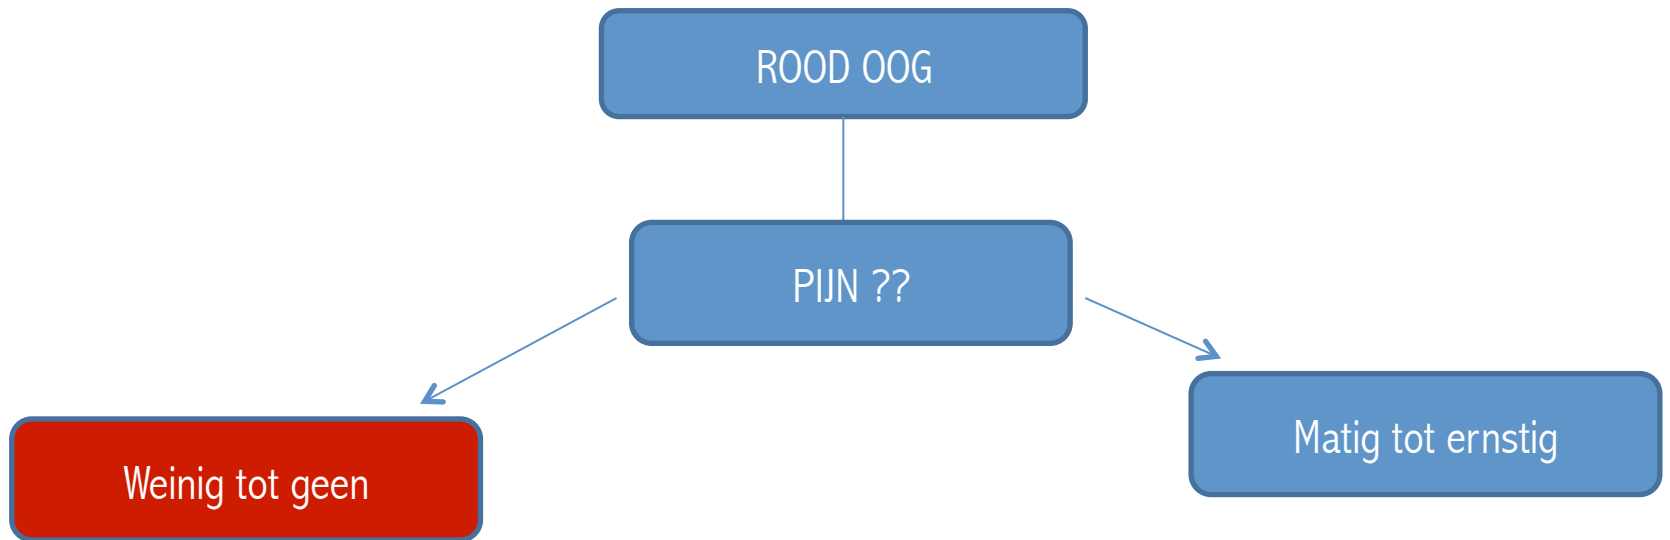 ROOD OOG
PIJN ??
Matig tot ernstig
Weinig tot geen